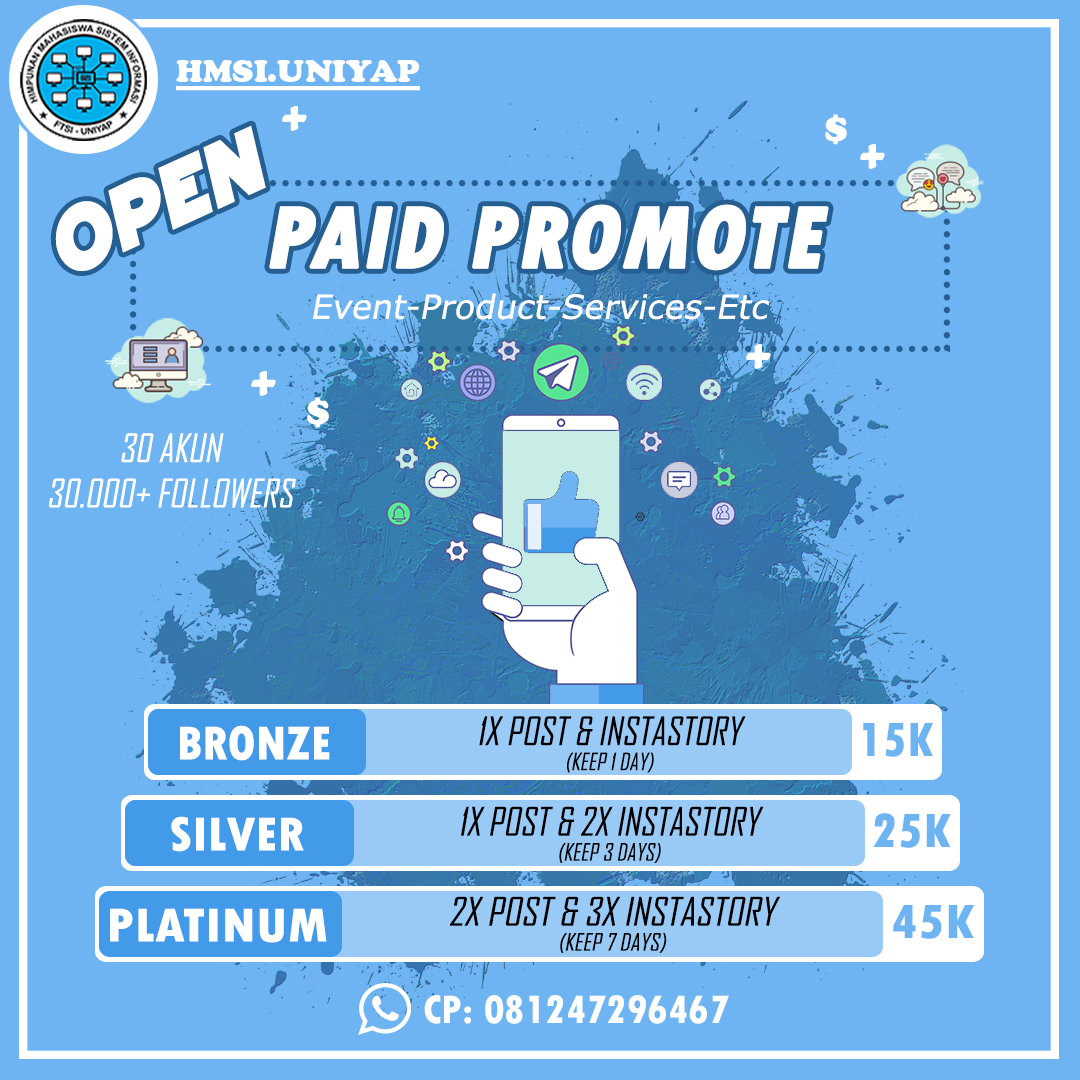 HIMPUNAN MAHASISWA SISTEM INFORMASI
FTSI - UNIYAP
HMSI.UNIYAP
OPEN
PAID PROMOTE
Event-Product-Services-Etc
30 AKUN
30.000+ FOLLOWERS
BRONZE
1X POST & INSTASTORY
(KEEP 1 DAY)
15K
SILVER
1X POST & 2X INSTASTORY
(KEEP 3 DAYS)
25K
PLATINUM
2X POST & 3X INSTASTORY
(KEEP 7 DAYS)
45K
CP: 081247296467